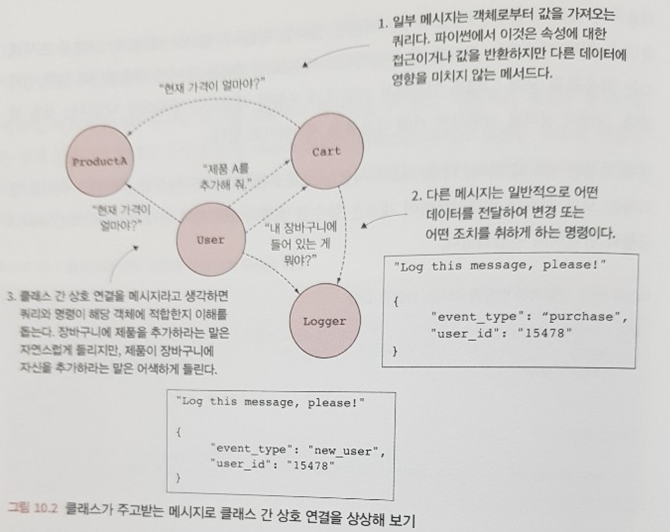 1. 일부 메시지는 객체로부터 값을 가져오는
쿼리다. 파이썬에서 이것은 속성에 대한
접근이거나 값을 반환하지만 다른 데이터에
영향을 미치지 않는 메서드다.
“현재 가격이 얼마야?”
ProductA
Cart
“제품 A를
추가해 줘.”
“현재 가격이
얼마야?”
User
“내 장바구니에
들어 있는 게
뭐야?”
2. 다른 메시지는 일반적으로 어떤
데이터를 전달하여 변경 또는
어떤 조치를 취하게 하는 명령이다.
"Log this message, please!"
{
"event_type": “purchase”,
"user_id": "15478"
}
3. 클래스 간 상호 연결을 메시지라고 생각하면
쿼리와 명령이 해당 객체에 적합한지 이해를
돕는다. 장바구니에 제품을 추가하라는 말은
자연스럽게 들리지만, 제품이 장바구니에
자신을 추가하라는 말은 어색하게 들린다.
Logger
"Log this message, please!"
{
"event_type": "new_user",
"user_id": "15478"
}
그림 10.2 클래스가 주고받는 메시지로 클래스 간 상호 연결을 상상해 보기